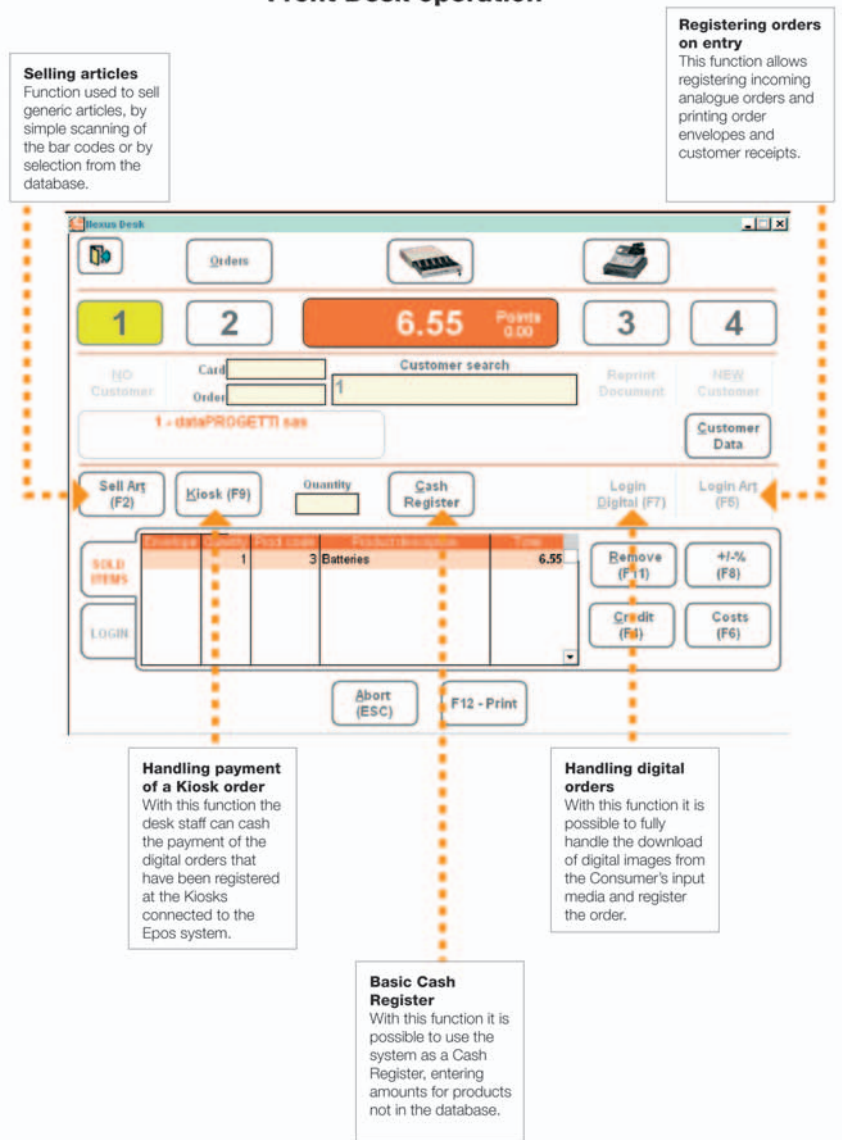 Front Desk operation
Registering orders
on entry
This function allows
registering incoming
analogue orders and
printing order
envelopes and
customer receipts.
Selling articles
Function used to sell
generic articles, by
simple scanning of
the bar codes or by
selection from the
database.
Nexus Desk
Orders
1
2
6.55
Points
0.00
3
4
NO
Customer
Card
Order
Customer search
1
Reprint
Document
NEW
Customer
1 - dataPROGETTI sas
Customer
Data
Sell Art
(F2)
Kiosk (F9)
Quantity
Cash
Register
Login
Digital (F7)
Login Art
(F5)
SOLD
ITEMS
LOGIN
Envelope Quantity Prod. code Product description Total
1 3 Batteries 6.55
Remove
(F11)
+/-%
(F8)
Credit
(F4)
Costs
(F6)
Abort
(ESC)
F12 - Print
Handling payment
of a Kiosk order
With this function the
desk staff can cash
the payment of the
digital orders that
have been registered
at the Kiosks
connected to the
Epos system.
Handling digital
orders
With this function it is
possible to fully
handle the download
of digital images from
the Consumer's input
media and register
the order.
Basic Cash
Register
With this function it is
possible to use the
system as a Cash
Register, entering
amounts for products
not in the database.